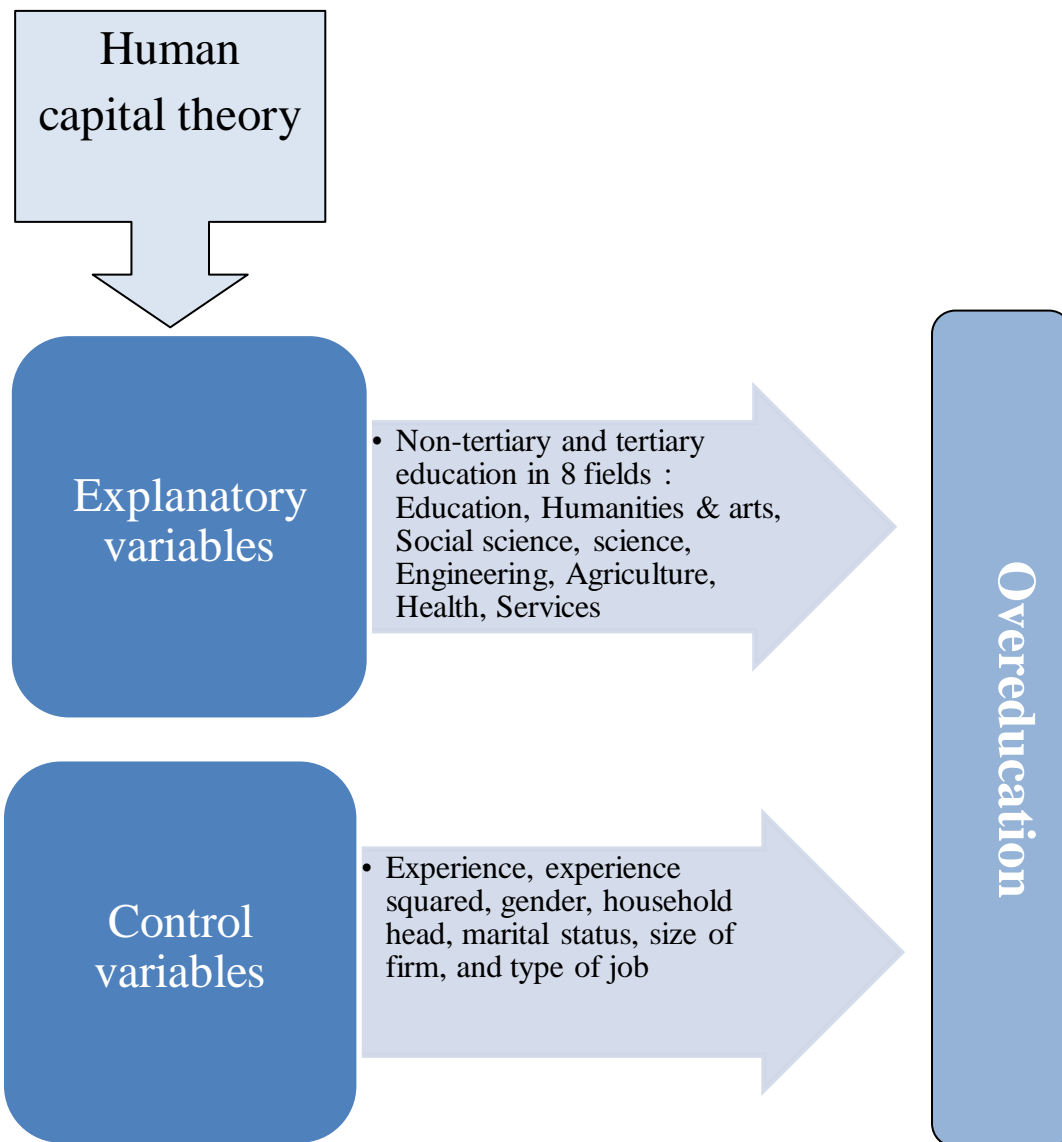 Human
capital theory
Explanatory
variables
• Non-tertiary and tertiary
education in 8 fields :
Education, Humanities & arts,
Social science, science,
Engineering, Agriculture,
Health, Services
Control
variables
• Experience, experience
squared, gender, household
head, marital status, size of
firm, and type of job
Overeducation